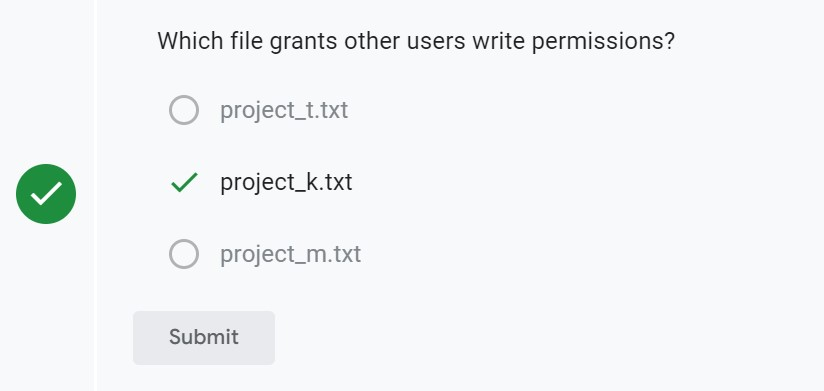 Which file grants other users write permissions?
project_t.txt
project_k.txt
project_m.txt
Submit